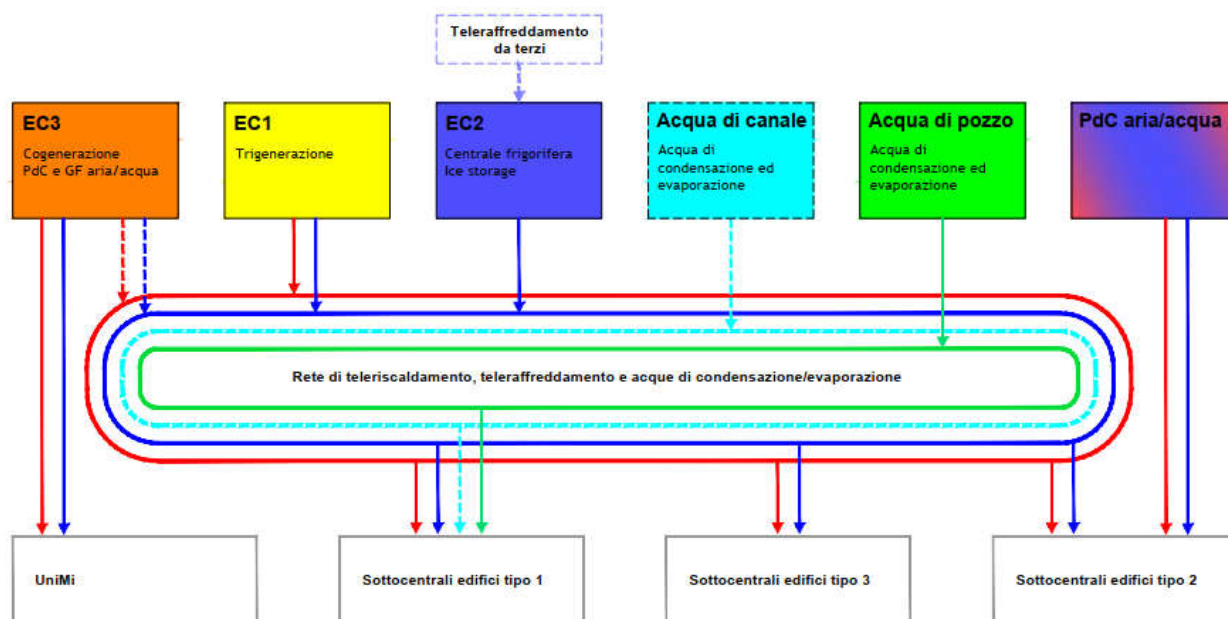 Teleraffreddamento
da terzi
EC3
Cogenerazione
PdC e GF aria/acqua
EC1
Trigenerazione
EC2
Centrale frigorifera
Ice storage
Acqua di canale
Acqua di
condensazione ed
evaporazione
Acqua di pozzo
Acqua di
condensazione ed
evaporazione
PdC aria/acqua
Rete di teleriscaldamento, teleraffreddamento e acque di condensazione/evaporazione
UniMi
Sottocentrali edifici tipo 1
Sottocentrali edifici tipo 3
Sottocentrali edifici tipo 2